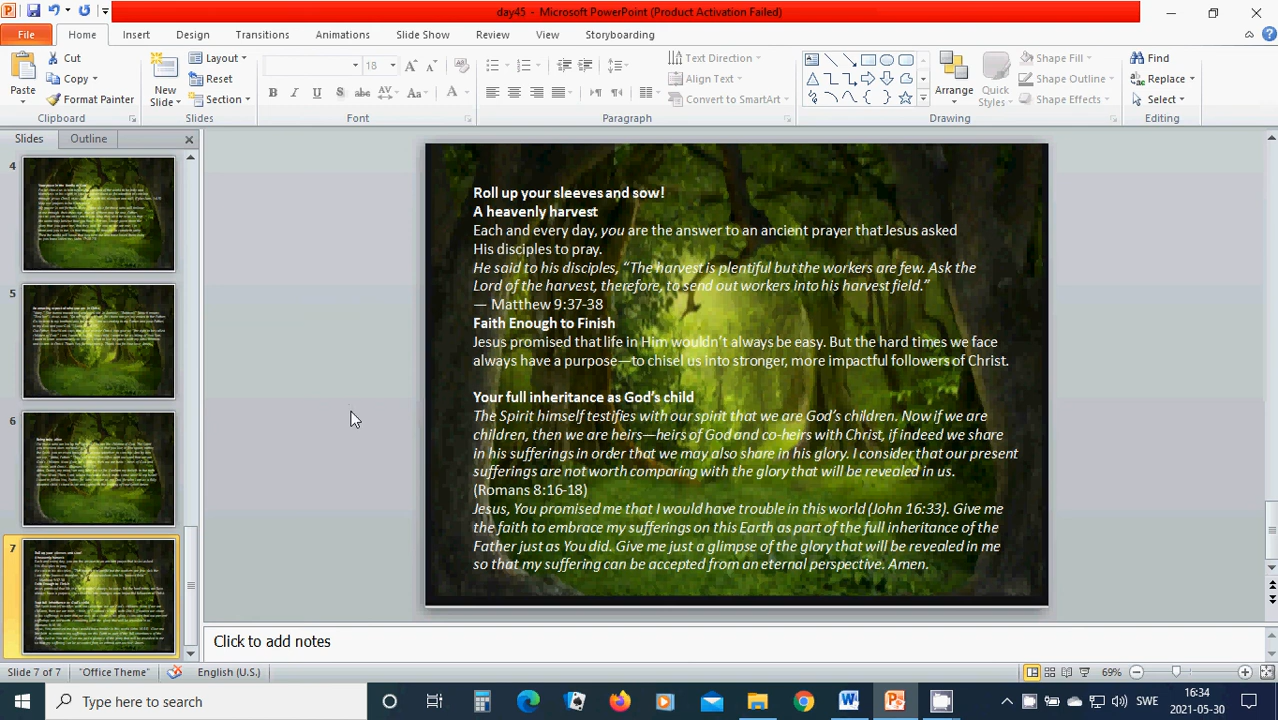 day45 - Microsoft PowerPoint (Product Activation Failed)
File Home Insert Design Transitions Animations Slide Show Review View Storyboarding
Paste
Cut
Copy
Format Painter
Clipboard
New Slide
Layout
Reset
Section
Slides
18
Font
Paragraph
Text Direction
Align Text
Convert to SmartArt
Arrange
Quick Styles
Shape Fill
Shape Outline
Shape Effects
Drawing
Find
Replace
Select
Editing
Slides Outline
4
5
6
7
Roll up your sleeves and sow!
A heavenly harvest
Each and every day, you are the answer to an ancient prayer that Jesus asked
His disciples to pray.
He said to his disciples, “The harvest is plentiful but the workers are few. Ask the
Lord of the harvest, therefore, to send out workers into his harvest field.”
— Matthew 9:37-38
Faith Enough to Finish
Jesus promised that life in Him wouldn’t always be easy. But the hard times we face
always have a purpose—to chisel us into stronger, more impactful followers of Christ.
Your full inheritance as God’s child
The Spirit himself testifies with our spirit that we are God’s children. Now if we are
children, then we are heirs—heirs of God and co-heirs with Christ, if indeed we share
in his sufferings in order that we may also share in his glory. I consider that our present
sufferings are not worth comparing with the glory that will be revealed in us.
(Romans 8:16-18)
Jesus, You promised me that I would have trouble in this world (John 16:33). Give me
the faith to embrace my sufferings on this Earth as part of the full inheritance of the
Father just as You did. Give me just a glimpse of the glory that will be revealed in me
so that my suffering can be accepted from an eternal perspective. Amen.
Click to add notes
Slide 7 of 7 "Office Theme" English (U.S.) 69%
Type here to search
SWE
16:34
2021-05-30